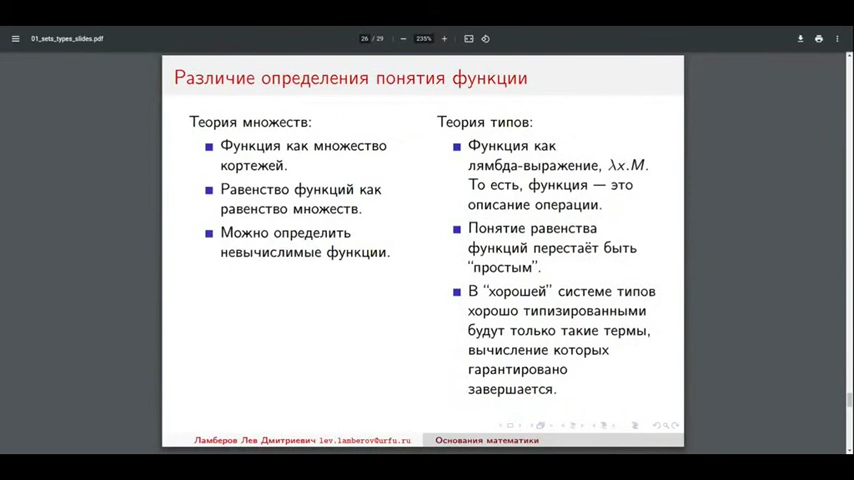 01_sets_types_slides.pdf
26 / 29
235%
Различие определения понятия функции
Теория множеств:
Функция как множество
кортежей.
Равенство функций как
равенство множеств.
Можно определить
невычислимые функции.
Теория типов:
Функция как
лямбда-выражение, λx.M.
То есть, функция — это
описание операции.
Понятие равенства
функций перестаёт быть
“простым”.
В “хорошей” системе типов
хорошо типизированными
будут только такие термы,
вычисление которых
гарантировано
завершается.
Ламберов Лев Дмитриевич lev.lamberov@urfu.ru
Основания математики